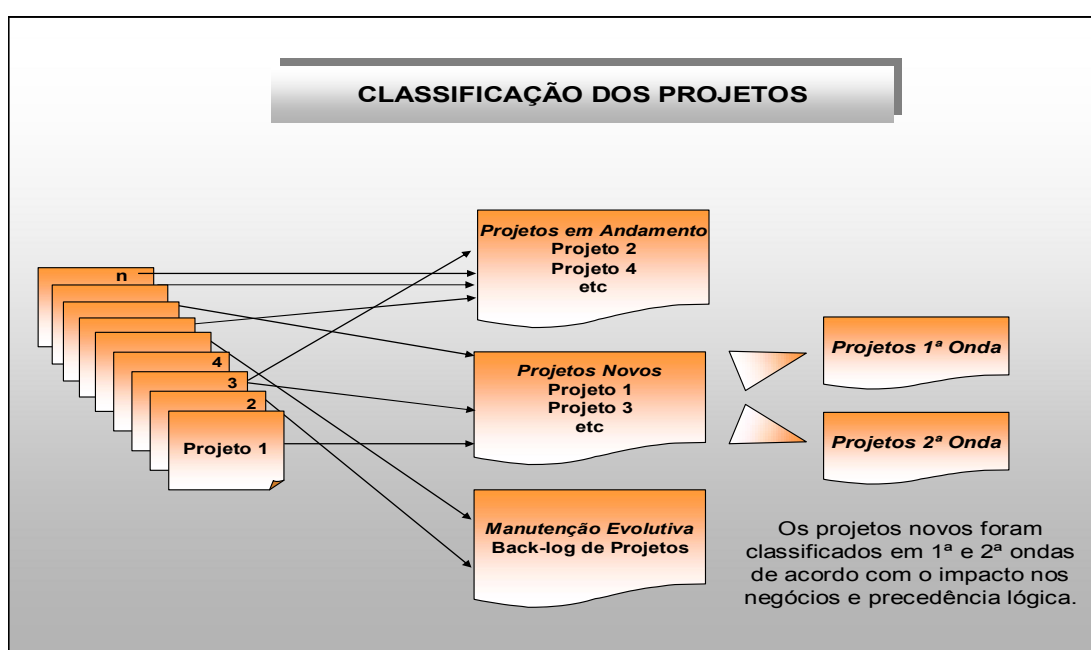 CLASSIFICAÇÃO DOS PROJETOS
n
4
3
2
Projeto 1
Projetos em Andamento
Projeto 2
Projeto 4
etc
Projetos Novos
Projeto 1
Projeto 3
etc
Manutenção Evolutiva
Back-log de Projetos
Projetos 1ª Onda
Projetos 2ª Onda
Os projetos novos foram
classificados em 1ª e 2ª ondas
de acordo com o impacto nos
negócios e precedência lógica.